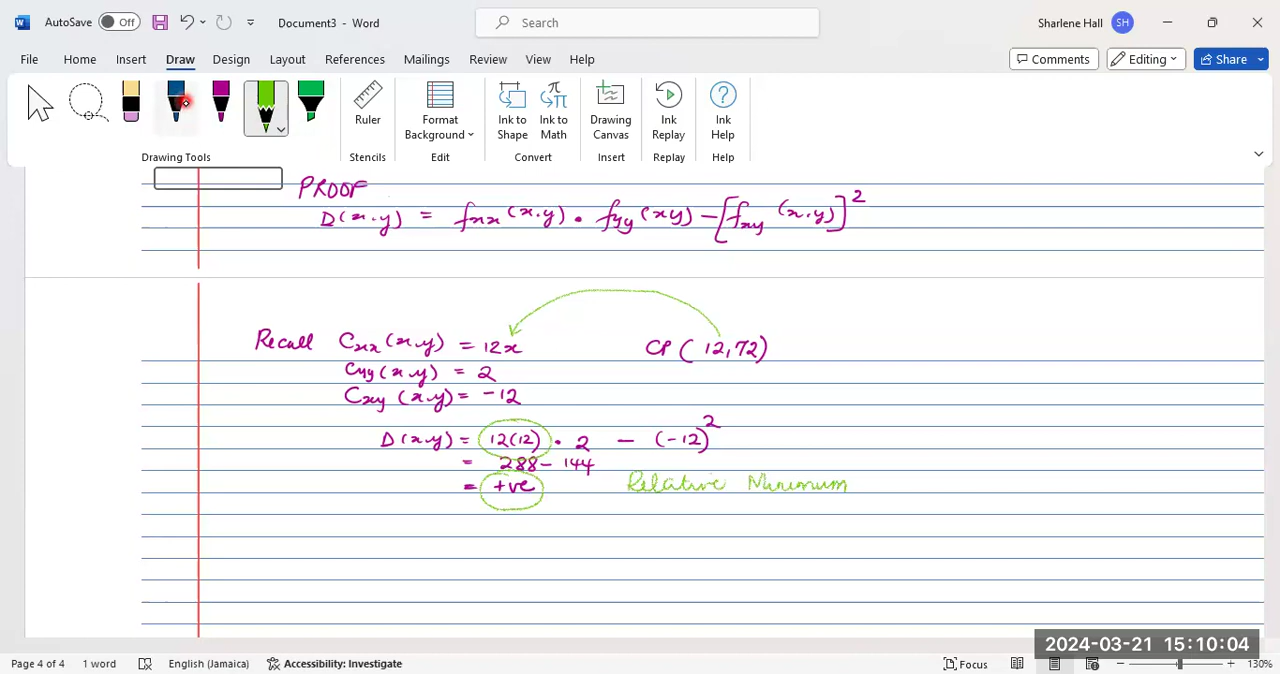 AutoSave Off Document3 - Word Search Sharlene Hall SH
File Home Insert Draw Design Layout References Mailings Review View Help Comments Editing Share
Ruler Format Background Ink to Shape Ink to Math Drawing Canvas Ink Replay Ink Help
Drawing Tools Stencils Edit Convert Insert Replay Help
PROOF
D(x,y) = fxx(x,y) • fyy(xy) - [fxy(x,y)]²
Recall Cxx(x,y) = 12x CP(12,72)
Cyy(x,y) = 2
Cxy(x,y) = -12
D(x,y) = 12(12) • 2 - (-12)²
= 288 - 144
= +ve Relative Minimum
2024-03-21 15:10:04
Page 4 of 4 1 word English (Jamaica) Accessibility: Investigate Focus 130%